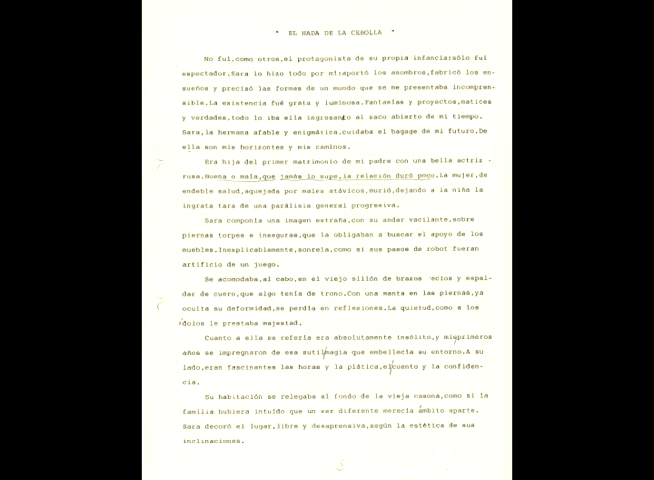 " EL HADA DE LA CEBOLLA "
No fuí,como otros,el protagonista de su propia infancia:sólo fuí
espectador.Sara lo hizo todo por mí:aportó los asombros,fabricó los en-
sueños y precisó las formas de un mundo que se me presentaba incompren-
sible.La existencia fué grata y luminosa.Fantasías y proyectos,matices
y verdades,todo lo iba ella ingresando al saco abierto de mi tiempo.
Sara,la hermana afable y enigmática,cuidaba el bagage de mi futuro.De
ella son mis horizontes y mis caminos.
Era hija del primer matrimonio de mi padre con una bella actriz -
rusa.Buena o mala,que jamás lo supe,la relación duró poco.La mujer,de
endeble salud,aquejada por males atávicos,murió,dejando a la niña la
ingrata tara de una parálisis general progresiva.
Sara componía una imagen extraña,con su andar vacilante,sobre
piernas torpes e inseguras,que la obligaban a buscar el apoyo de los
muebles.Inexplicablemente,sonreía,como si sus pasos de robot fueran
artificio de un juego.
Se acomodaba,al cabo,en el viejo sillón de brazos recios y espal-
dar de cuero,que algo tenía de trono.Con una manta en las piernas,ya
oculta su deformidad,se perdía en reflexiones.La quietud,como a los
ídolos le prestaba majestad.
Cuanto a ella se refería era absolutamente insólito,y mis primeros
años se impregnaron de esa sutil magia que embellecía su entorno.A su
lado,eran fascinantes las horas y la plática,el cuento y la confiden-
cia.
Su habitación se relegaba al fondo de la vieja casona,como si la
familia hubiera intuído que un ser diferente merecía ámbito aparte.
Sara decoró el lugar,libre y desaprensiva,según la estética de sus
inclinaciones.